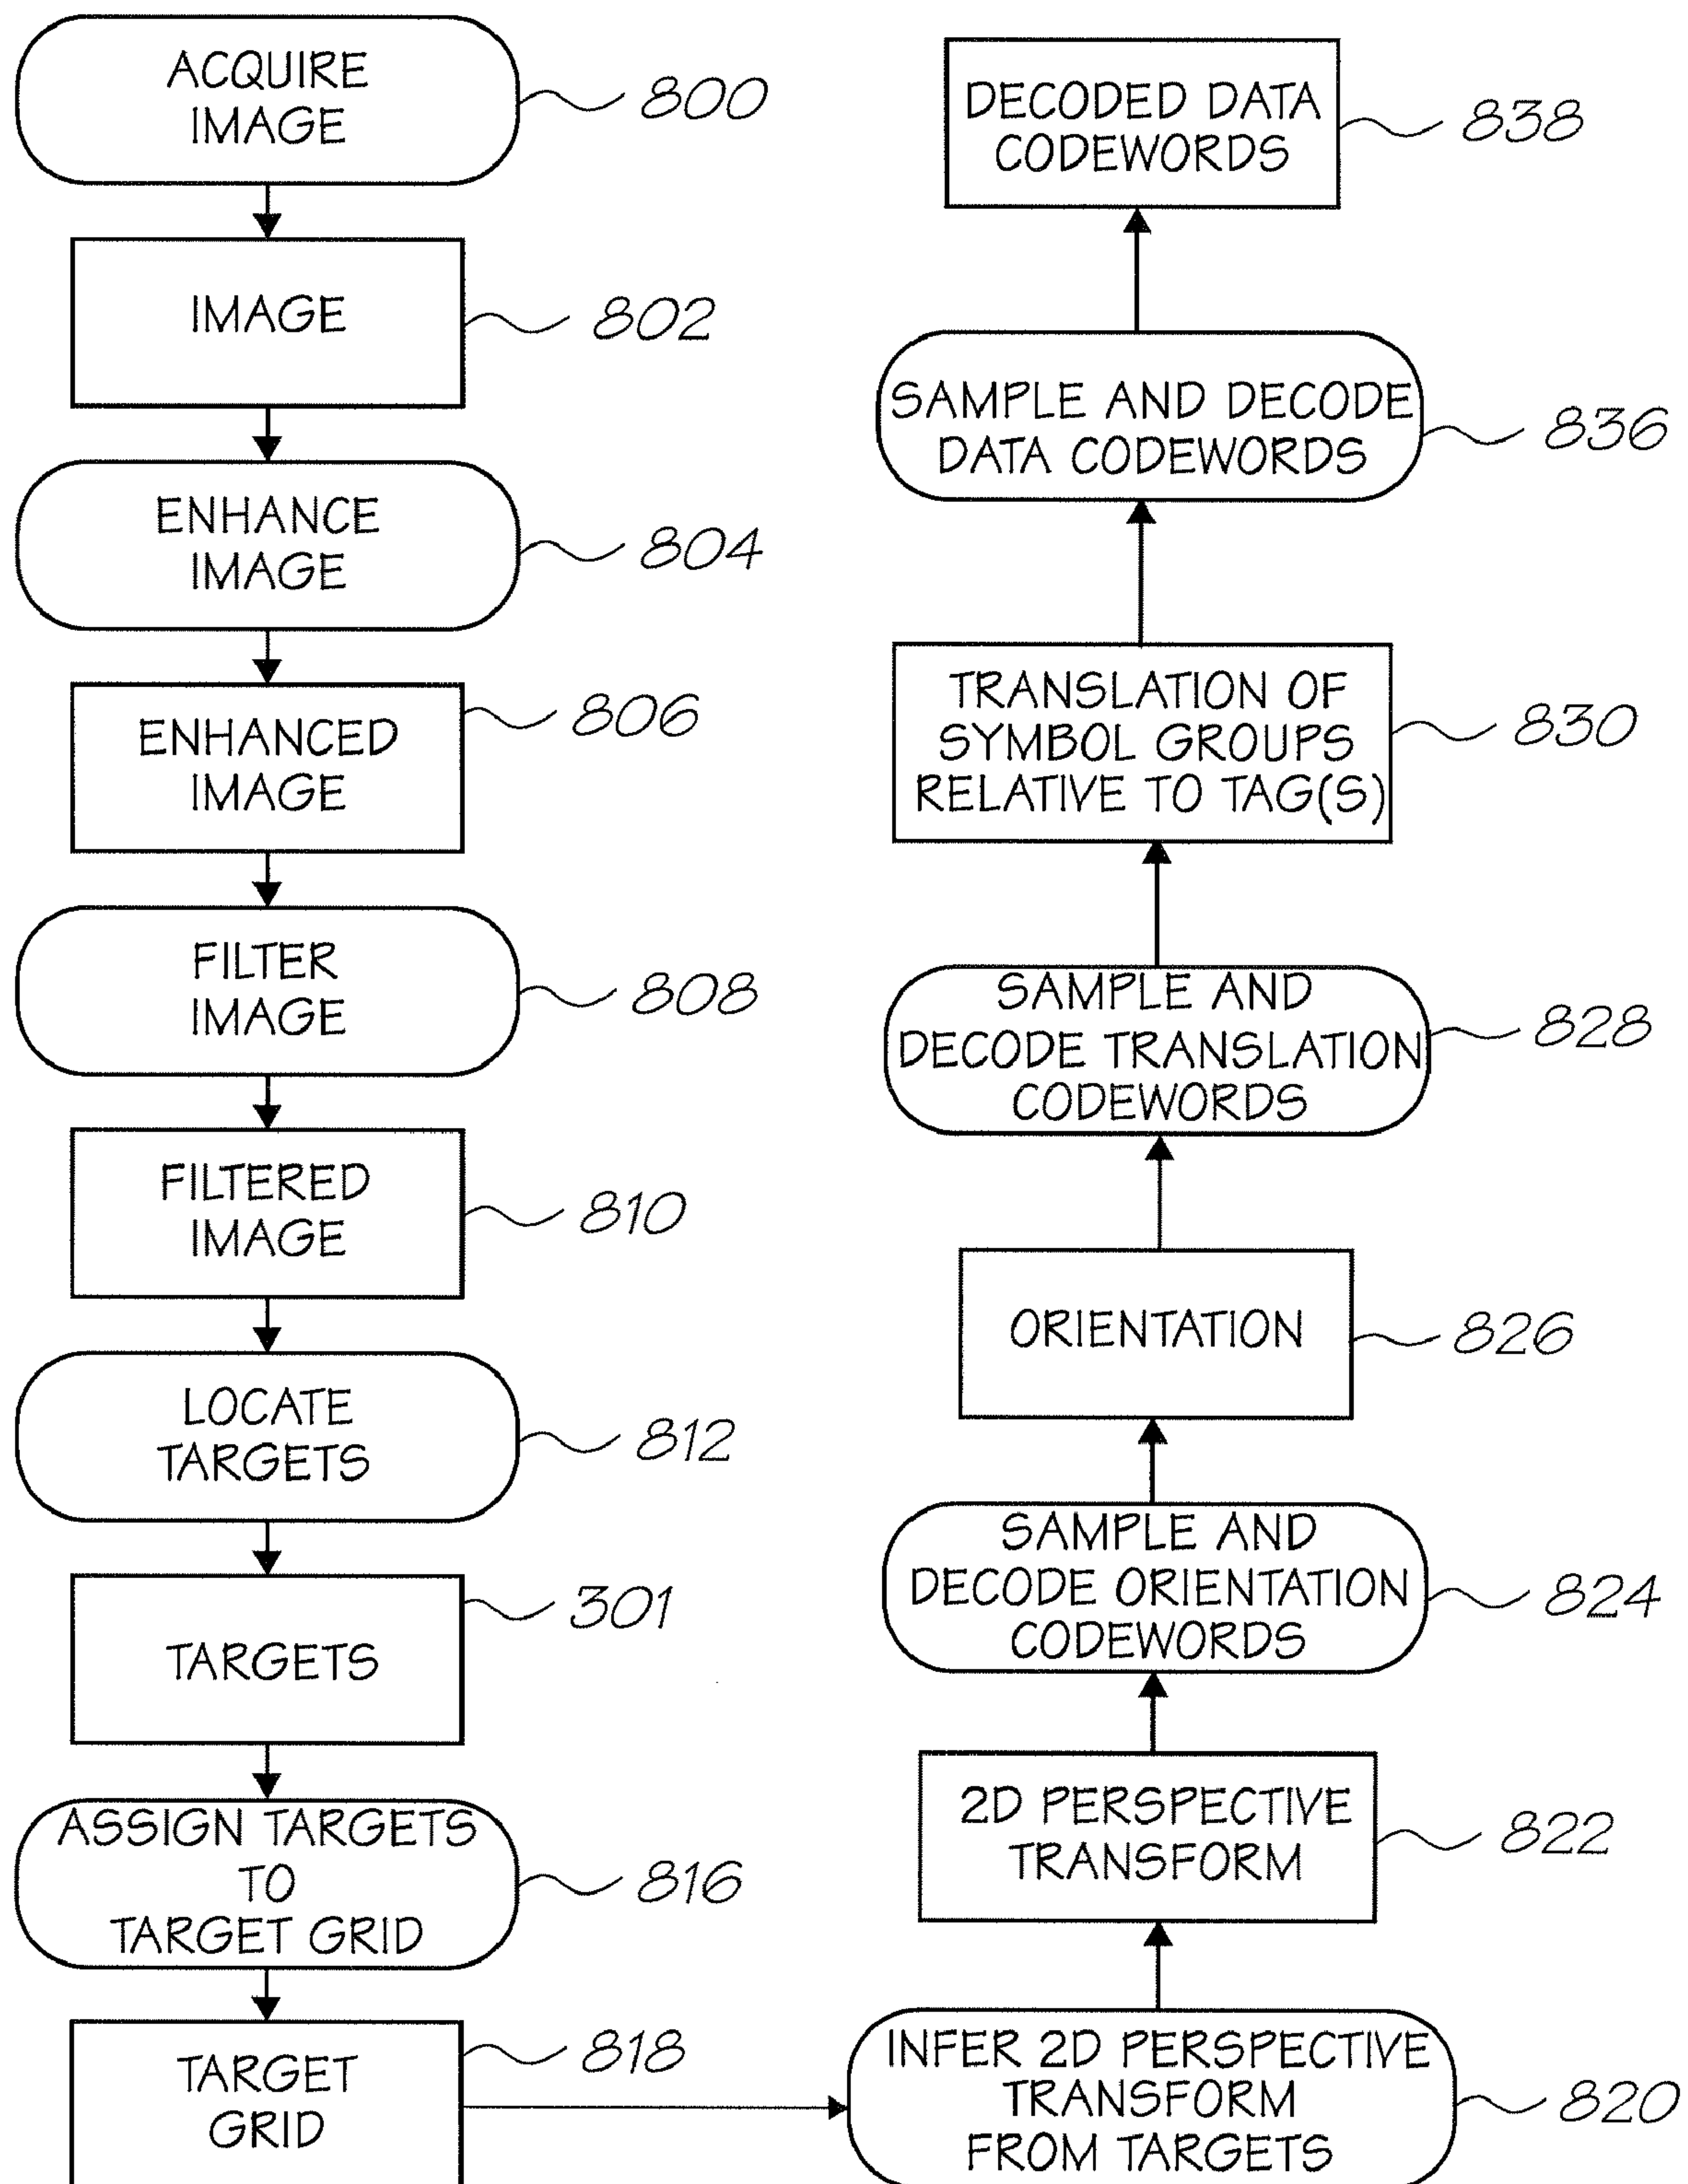 ACQUIRE
IMAGE
800
IMAGE
802
ENHANCE
IMAGE
804
ENHANCED
IMAGE
806
FILTER
IMAGE
808
FILTERED
IMAGE
810
LOCATE
TARGETS
812
TARGETS
301
ASSIGN TARGETS
TO
TARGET GRID
816
TARGET
GRID
818
INFER 2D PERSPECTIVE
TRANSFORM
FROM TARGETS
820
2D PERSPECTIVE
TRANSFORM
822
SAMPLE AND
DECODE ORIENTATION
CODEWORDS
824
ORIENTATION
826
SAMPLE AND
DECODE TRANSLATION
CODEWORDS
828
TRANSLATION OF
SYMBOL GROUPS
RELATIVE TO TAG(S)
830
SAMPLE AND DECODE
DATA CODEWORDS
836
DECODED DATA
CODEWORDS
838